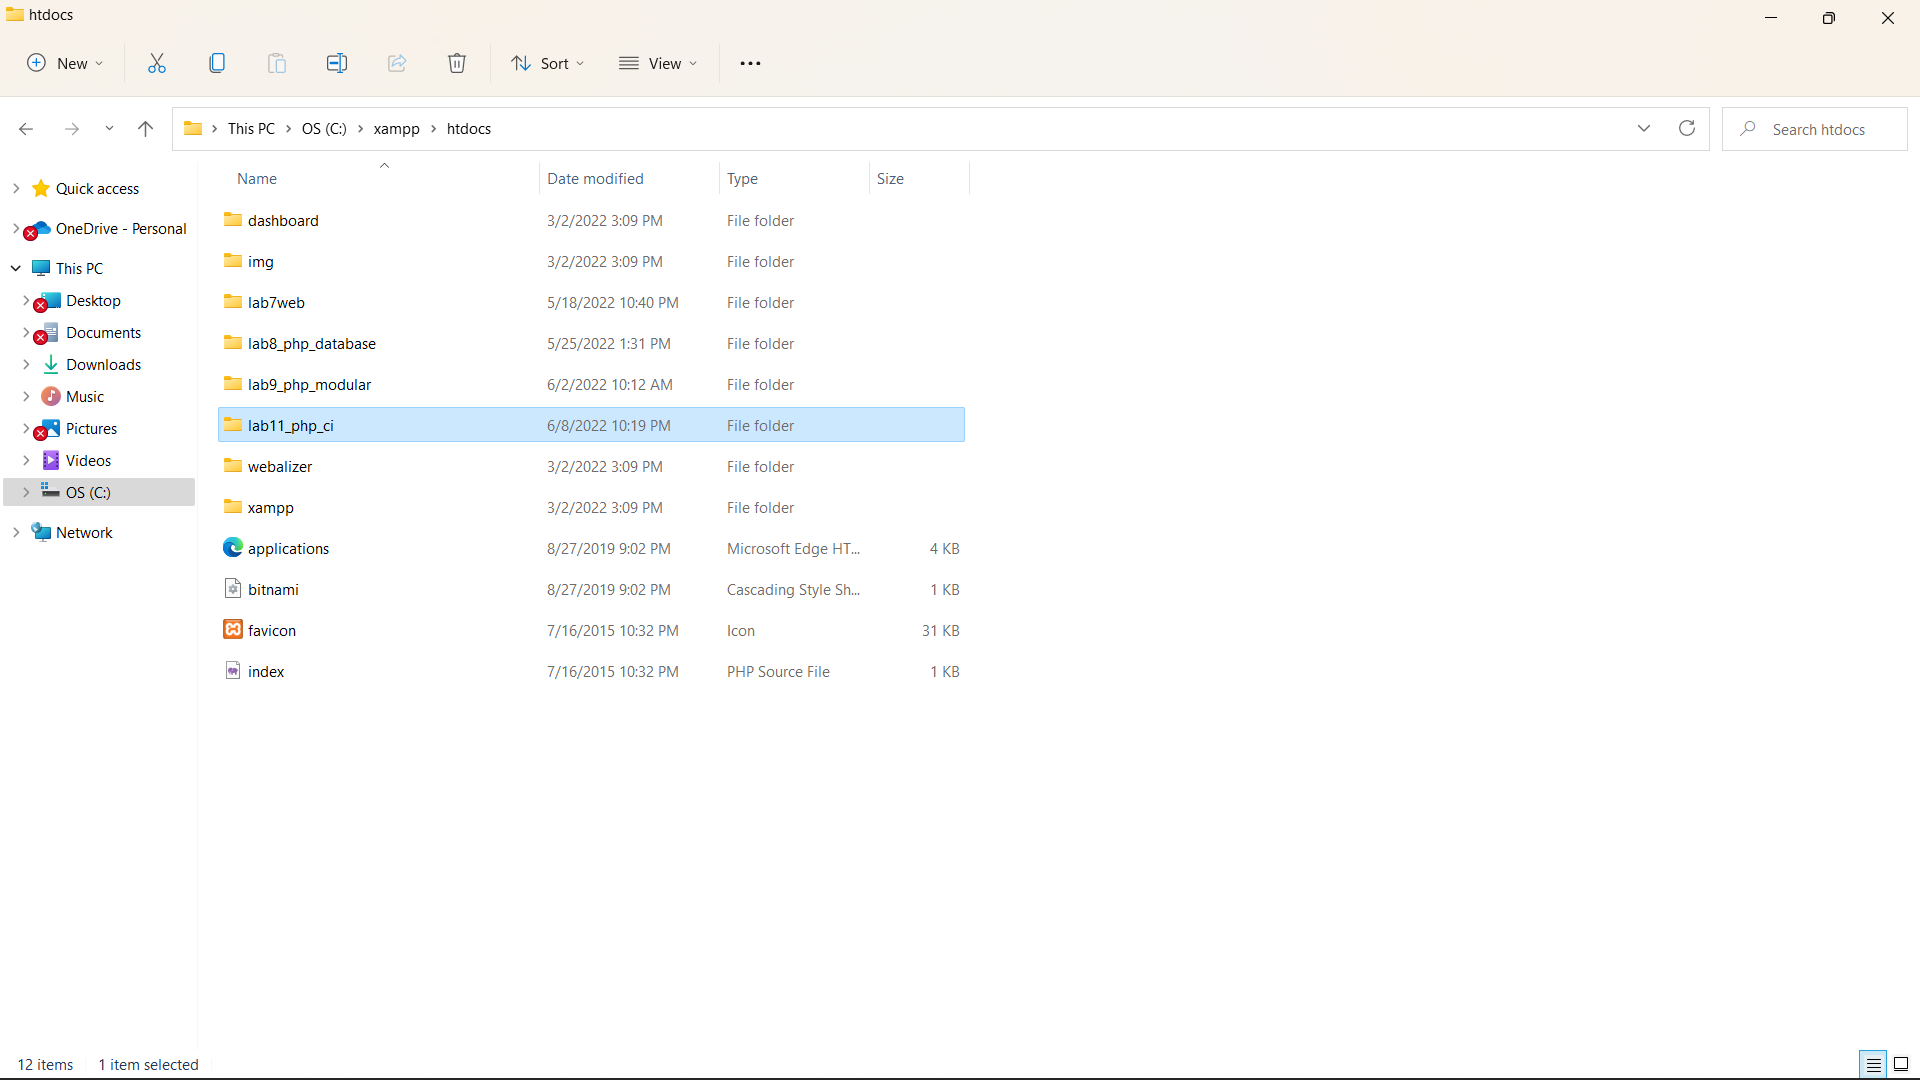 htdocs
New
Sort
View
This PC OS (C:) xampp htdocs
Search htdocs
Quick access
OneDrive - Personal
This PC
Desktop
Documents
Downloads
Music
Pictures
Videos
OS (C:)
Network
Name Date modified Type Size
dashboard 3/2/2022 3:09 PM File folder
img 3/2/2022 3:09 PM File folder
lab7web 5/18/2022 10:40 PM File folder
lab8_php_database 5/25/2022 1:31 PM File folder
lab9_php_modular 6/2/2022 10:12 AM File folder
lab11_php_ci 6/8/2022 10:19 PM File folder
webalizer 3/2/2022 3:09 PM File folder
xampp 3/2/2022 3:09 PM File folder
applications 8/27/2019 9:02 PM Microsoft Edge HT... 4 KB
bitnami 8/27/2019 9:02 PM Cascading Style Sh... 1 KB
favicon 7/16/2015 10:32 PM Icon 31 KB
index 7/16/2015 10:32 PM PHP Source File 1 KB
12 items 1 item selected